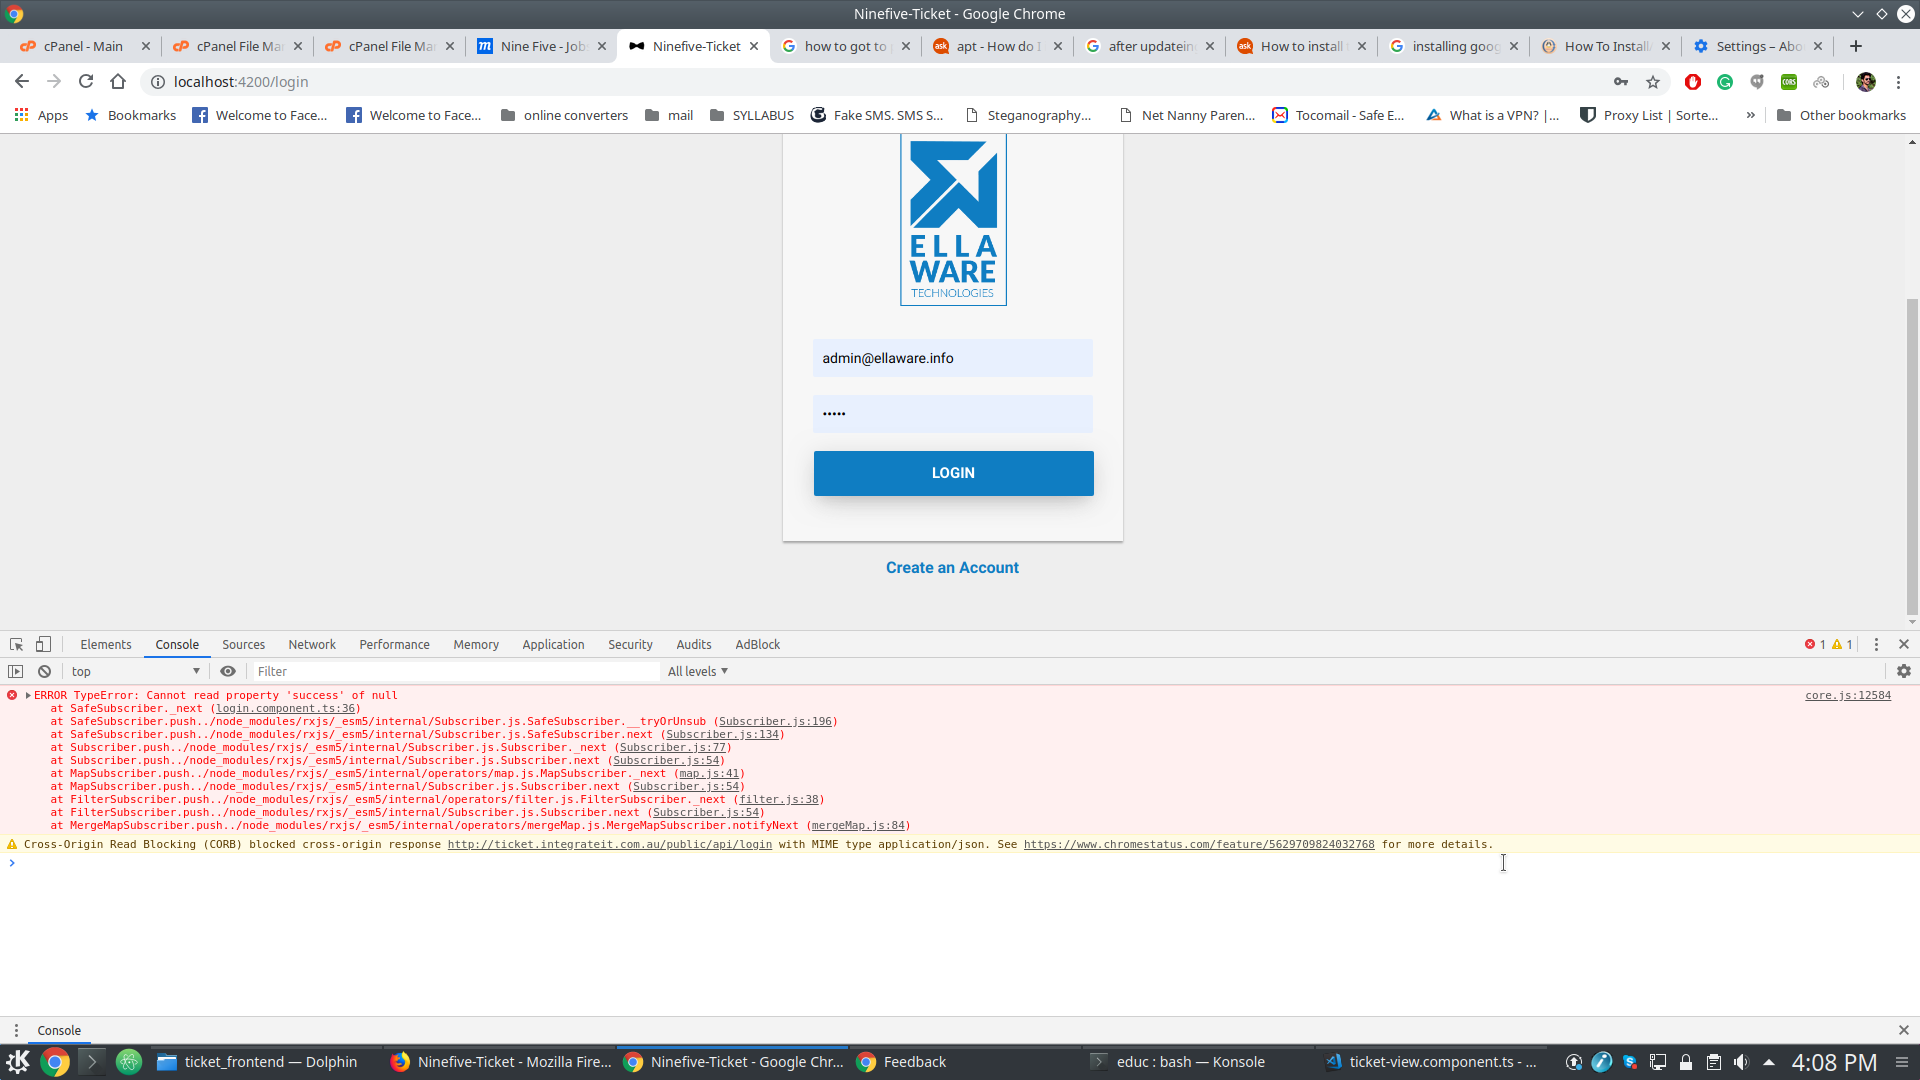 Ninefive-Ticket - Google Chrome
cPanel - Main
cPanel File Ma
cPanel File Ma
Nine Five - Job
Ninefive-Ticket
how to got to
apt - How do I
after updatein
How to install
installing goog
How To Install
Settings – Abo
localhost:4200/login
Apps
Bookmarks
Welcome to Face...
Welcome to Face...
online converters
mail
SYLLABUS
Fake SMS. SMS S...
Steganography...
Net Nanny Paren...
Tocomail - Safe E...
What is a VPN? |...
Proxy List | Sorte...
»
Other bookmarks
ELLA
WARE
TECHNOLOGIES
admin@ellaware.info
•••••
LOGIN
Create an Account
Elements
Console
Sources
Network
Performance
Memory
Application
Security
Audits
AdBlock
1
1
top
Filter
All levels
ERROR TypeError: Cannot read property 'success' of null
core.js:12584
at SafeSubscriber._next (login.component.ts:36)
at SafeSubscriber.push../node_modules/rxjs/_esm5/internal/Subscriber.js.SafeSubscriber.__tryOrUnsub (Subscriber.js:196)
at SafeSubscriber.push../node_modules/rxjs/_esm5/internal/Subscriber.js.SafeSubscriber.next (Subscriber.js:134)
at Subscriber.push../node_modules/rxjs/_esm5/internal/Subscriber.js.Subscriber._next (Subscriber.js:77)
at Subscriber.push../node_modules/rxjs/_esm5/internal/Subscriber.js.Subscriber.next (Subscriber.js:54)
at MapSubscriber.push../node_modules/rxjs/_esm5/internal/operators/map.js.MapSubscriber._next (map.js:41)
at MapSubscriber.push../node_modules/rxjs/_esm5/internal/Subscriber.js.Subscriber.next (Subscriber.js:54)
at FilterSubscriber.push../node_modules/rxjs/_esm5/internal/operators/filter.js.FilterSubscriber._next (filter.js:38)
at FilterSubscriber.push../node_modules/rxjs/_esm5/internal/Subscriber.js.Subscriber.next (Subscriber.js:54)
at MergeMapSubscriber.push../node_modules/rxjs/_esm5/internal/operators/mergeMap.js.MergeMapSubscriber.notifyNext (mergeMap.js:84)
Cross-Origin Read Blocking (CORB) blocked cross-origin response http://ticket.integrateit.com.au/public/api/login with MIME type application/json. See https://www.chromestatus.com/feature/5629709824032768 for more details.
Console
ticket_frontend — Dolphin
Ninefive-Ticket - Mozilla Fire...
Ninefive-Ticket - Google Chr...
Feedback
educ : bash — Konsole
ticket-view.component.ts - ...
4:08 PM